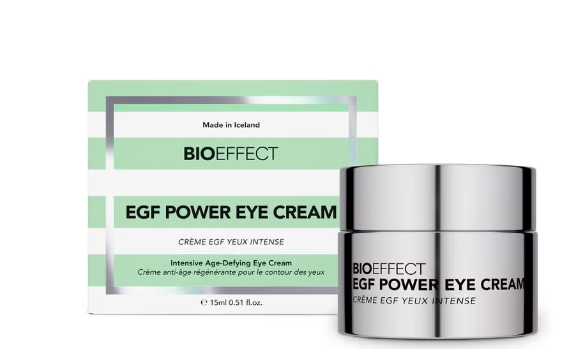 Made in Iceland
BIOEFFECT
EGF POWER EYE CREAM
CRÈME EGF YEUX INTENSE
Intensive Age-Defying Eye Cream
Crème anti-âge régénérante pour le contour des yeux
℮ 15ml 0.51 fl.oz.
BIOEFFECT
EGF POWER EYE CREAM
CRÈME EGF YEUX INTENSE